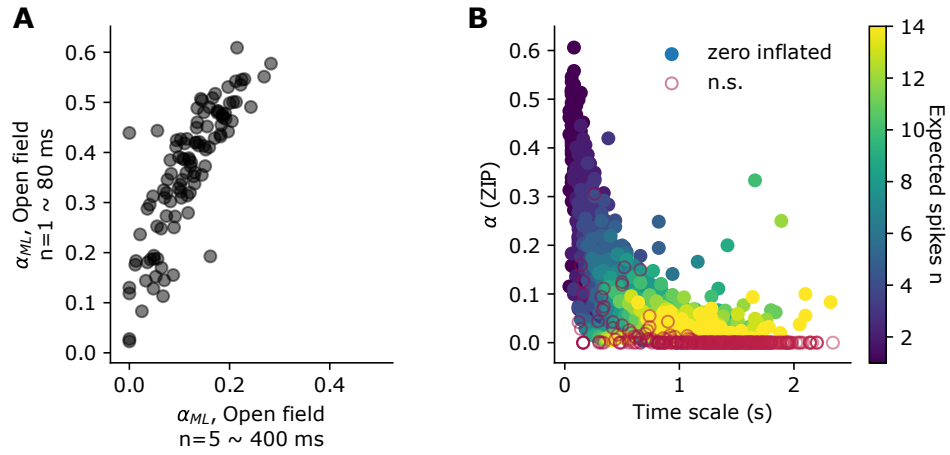 A
0.6
0.5
0.4
0.3
0.2
0.1
0.0
α_ML, Open field
n=1 ~ 80 ms
0.0
0.2
0.4
α_ML, Open field
n=5 ~ 400 ms
B
0.6
0.5
0.4
0.3
0.2
0.1
0.0
α (ZIP)
zero inflated
n.s.
0
1
2
Time scale (s)
14
12
10
8
6
4
2
Expected spikes n